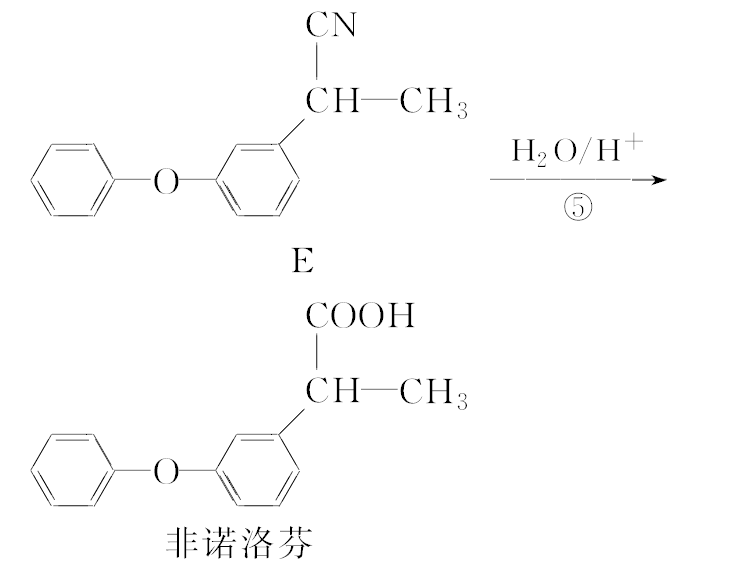 CN
CH—CH₃
O
H₂O/H⁺
⑤
E
COOH
CH—CH₃
O
非诺洛芬